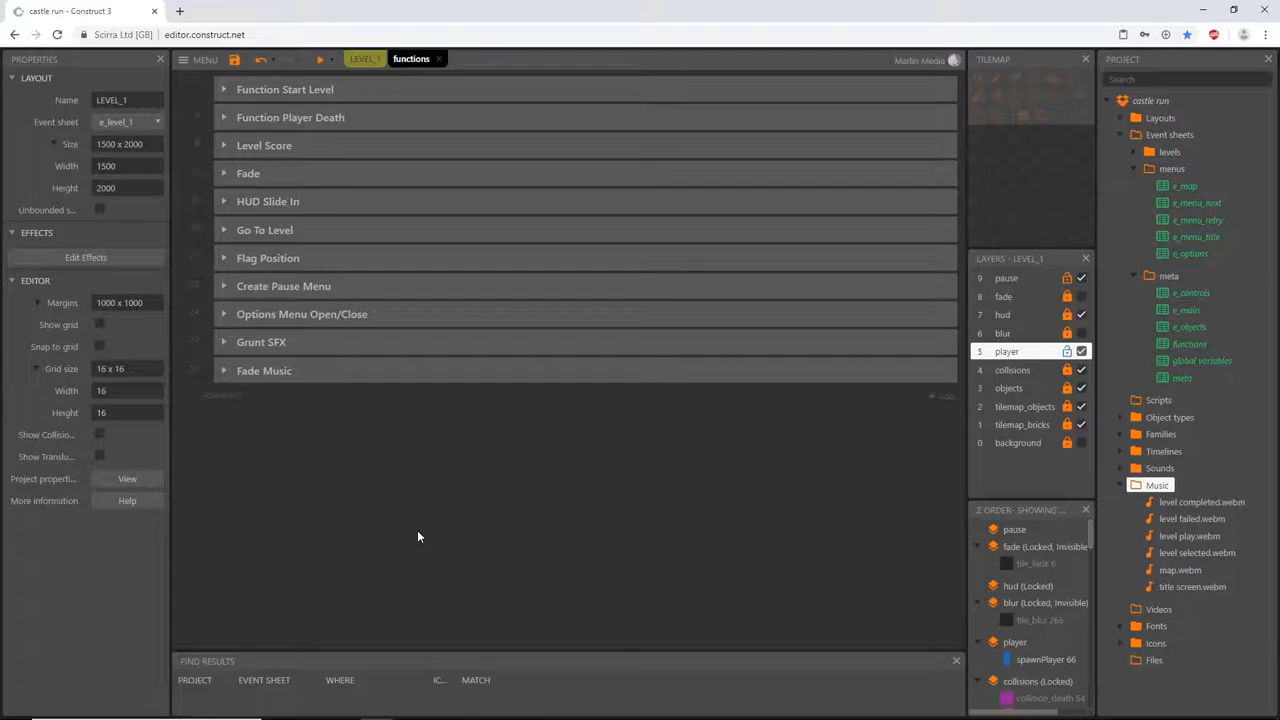 castle run - Construct 3
Scirra Ltd [GB]
editor.construct.net
PROPERTIES
LAYOUT
Name
LEVEL_1
Event sheet
e_level_1
Size
1500 x 2000
Width
1500
Height
2000
Unbounded s...
EFFECTS
Edit Effects
EDITOR
Margins
1000 x 1000
Show grid
Snap to grid
Grid size
16 x 16
Width
16
Height
16
Show Collisio...
Show Translu...
Project properti...
View
More information
Help
MENU
LEVEL_1
functions
Marlin Media
Function Start Level
Function Player Death
Level Score
Fade
HUD Slide In
Go To Level
Flag Position
Create Pause Menu
Options Menu Open/Close
Grunt SFX
Fade Music
FIND RESULTS
PROJECT
EVENT SHEET
WHERE
IC...
MATCH
TILEMAP
LAYERS - LEVEL_1
9 pause
8 fade
7 hud
6 blur
5 player
4 collisions
3 objects
2 tilemap_objects
1 tilemap_bricks
0 background
Z ORDER- SHOWING ...
pause
fade (Locked, Invisible
tile_fade 6
hud (Locked)
blur (Locked, Invisible)
tile_blur 266
player
spawnPlayer 66
collisions (Locked)
collision_death 64
PROJECT
Search
castle run
Layouts
Event sheets
levels
menus
e_map
e_menu_next
e_menu_retry
e_menu_title
e_options
meta
e_controls
e_main
e_objects
functions
global variables
meta
Scripts
Object types
Families
Timelines
Sounds
Music
level completed.webm
level failed.webm
level play.webm
level selected.webm
map.webm
title screen.webm
Videos
Fonts
Icons
Files